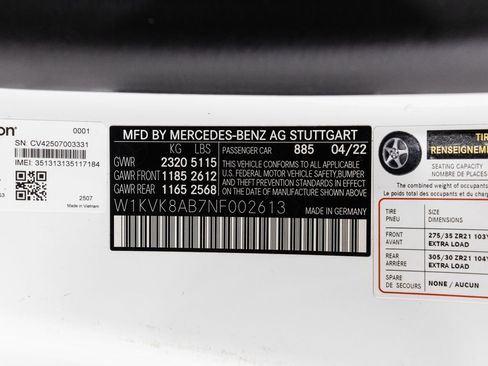 on®
0001
SN: CV42507003331
IMEI: 351313135117184
2507
MFD BY MERCEDES-BENZ AG STUTTGART
KG LBS PASSENGER CAR 885 04/22
GVWR 2320 5115
GAWR FRONT 1185 2612
GAWR REAR 1165 2568
THIS VEHICLE CONFORMS TO ALL APPLICABLE
U.S. FEDERAL MOTOR VEHICLE SAFETY, BUMPER
AND THEFT PREVENTION STANDARDS IN EFFECT
ON THE DATE OF MANUFACTURE SHOWN ABOVE.
W1KVK8AB7NF002613 MADE IN GERMANY
TIR
RENSEIGNEMEN
SEATING CAPACITY
NOMBRE DE PLACES
The combined weight of occupants
Le poids total des occupants
TIRE SIZE
PNEU DIMENSIONS
FRONT 275/35 ZR21 103Y
AVANT EXTRA LOAD
REAR 305/30 ZR21 104Y
ARRIÈRE EXTRA LOAD
SPARE NONE / AUCUN
DE SECOURS